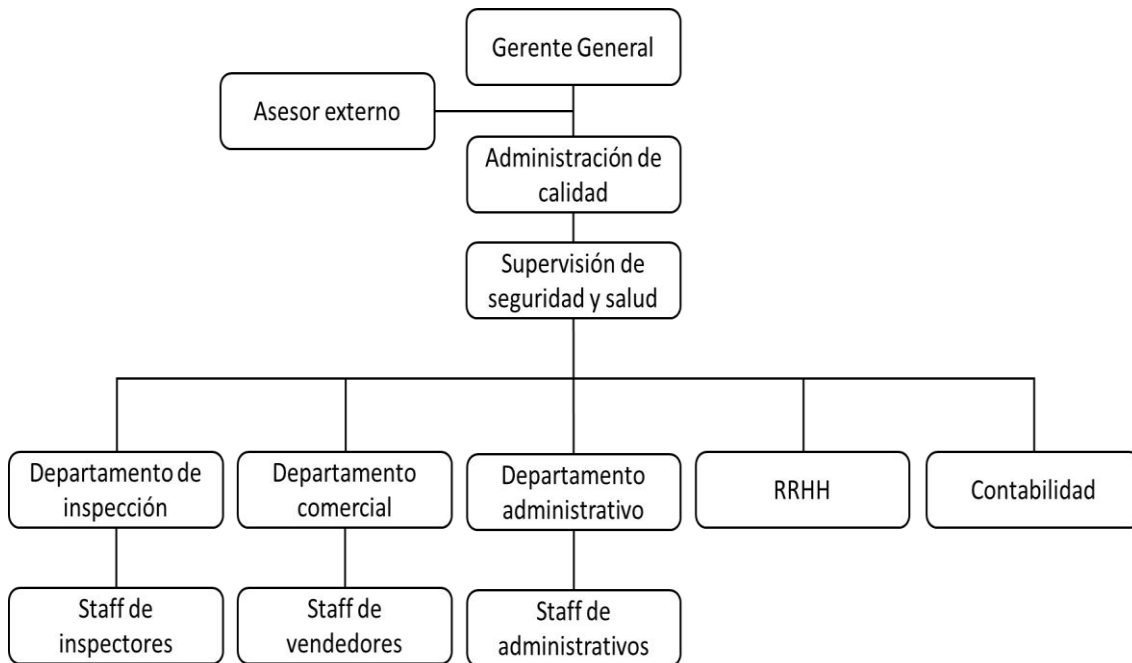 Gerente General
Asesor externo
Administración de
calidad
Supervisión de
seguridad y salud
Departamento de
inspección
Departamento
comercial
Departamento
administrativo
RRHH
Contabilidad
Staff de
inspectores
Staff de
vendedores
Staff de
administrativos